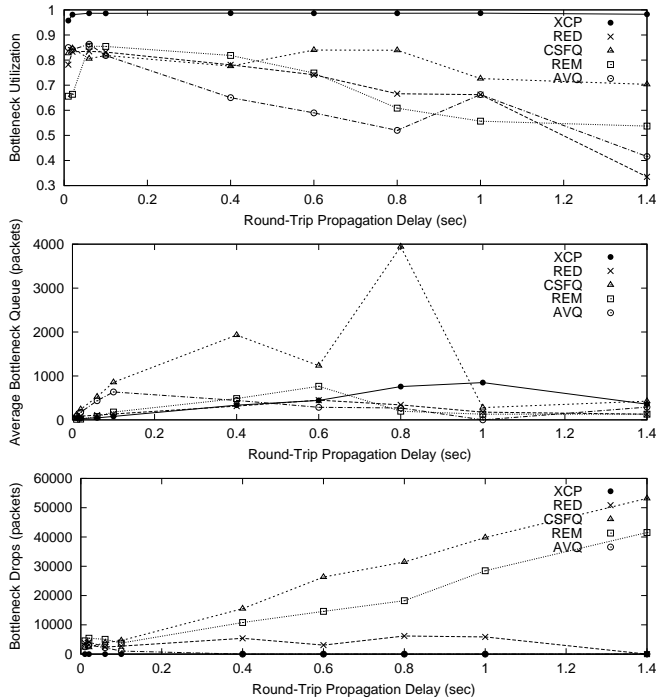 Bottleneck Utilization
1
0.9
0.8
0.7
0.6
0.5
0.4
0.3
0
0.2
0.4
0.6
0.8
1
1.2
1.4
Round-Trip Propagation Delay (sec)
XCP
RED
CSFQ
REM
AVQ
Average Bottleneck Queue (packets)
4000
3000
2000
1000
0
0
0.2
0.4
0.6
0.8
1
1.2
1.4
Round-Trip Propagation Delay (sec)
XCP
RED
CSFQ
REM
AVQ
Bottleneck Drops (packets)
60000
50000
40000
30000
20000
10000
0
0
0.2
0.4
0.6
0.8
1
1.2
1.4
Round-Trip Propagation Delay (sec)
XCP
RED
CSFQ
REM
AVQ